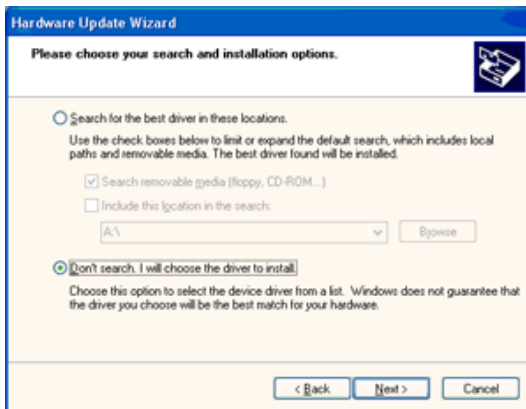 Hardware Update Wizard
Please choose your search and installation options.
Search for the best driver in these locations.
Use the check boxes below to limit or expand the default search, which includes local
paths and removable media. The best driver found will be installed.
Search removable media (floppy, CD-ROM...)
Include this location in the search:
A:\
Browse
Don't search. I will choose the driver to install.
Choose this option to select the device driver from a list. Windows does not guarantee that
the driver you choose will be the best match for your hardware.
< Back Next > Cancel